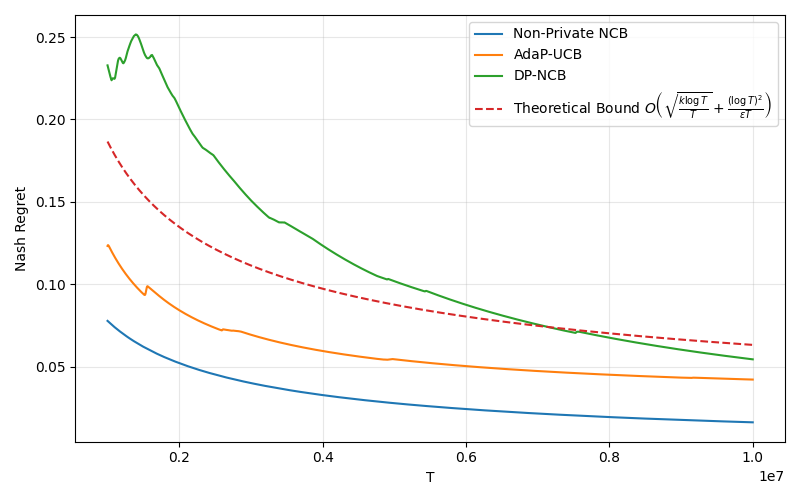 0.25
0.20
0.15
0.10
0.05
Nash Regret
Non-Private NCB
AdaP-UCB
DP-NCB
Theoretical Bound $O\left(\sqrt{\frac{k \log T}{T}} + \frac{(\log T)^2}{\varepsilon T}\right)$
0.2 0.4 0.6 0.8 1.0
1e7
T